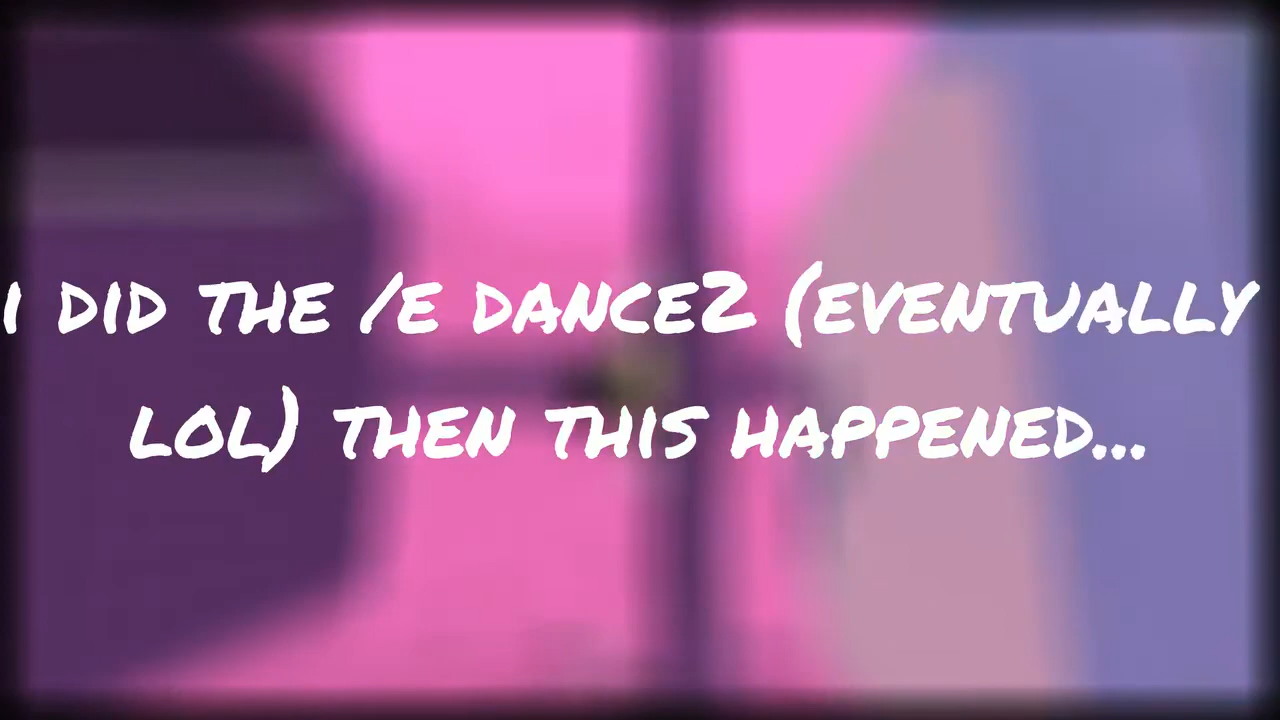 I DID THE /E DANCE2 (EVENTUALLY
LOL) THEN THIS HAPPENED...